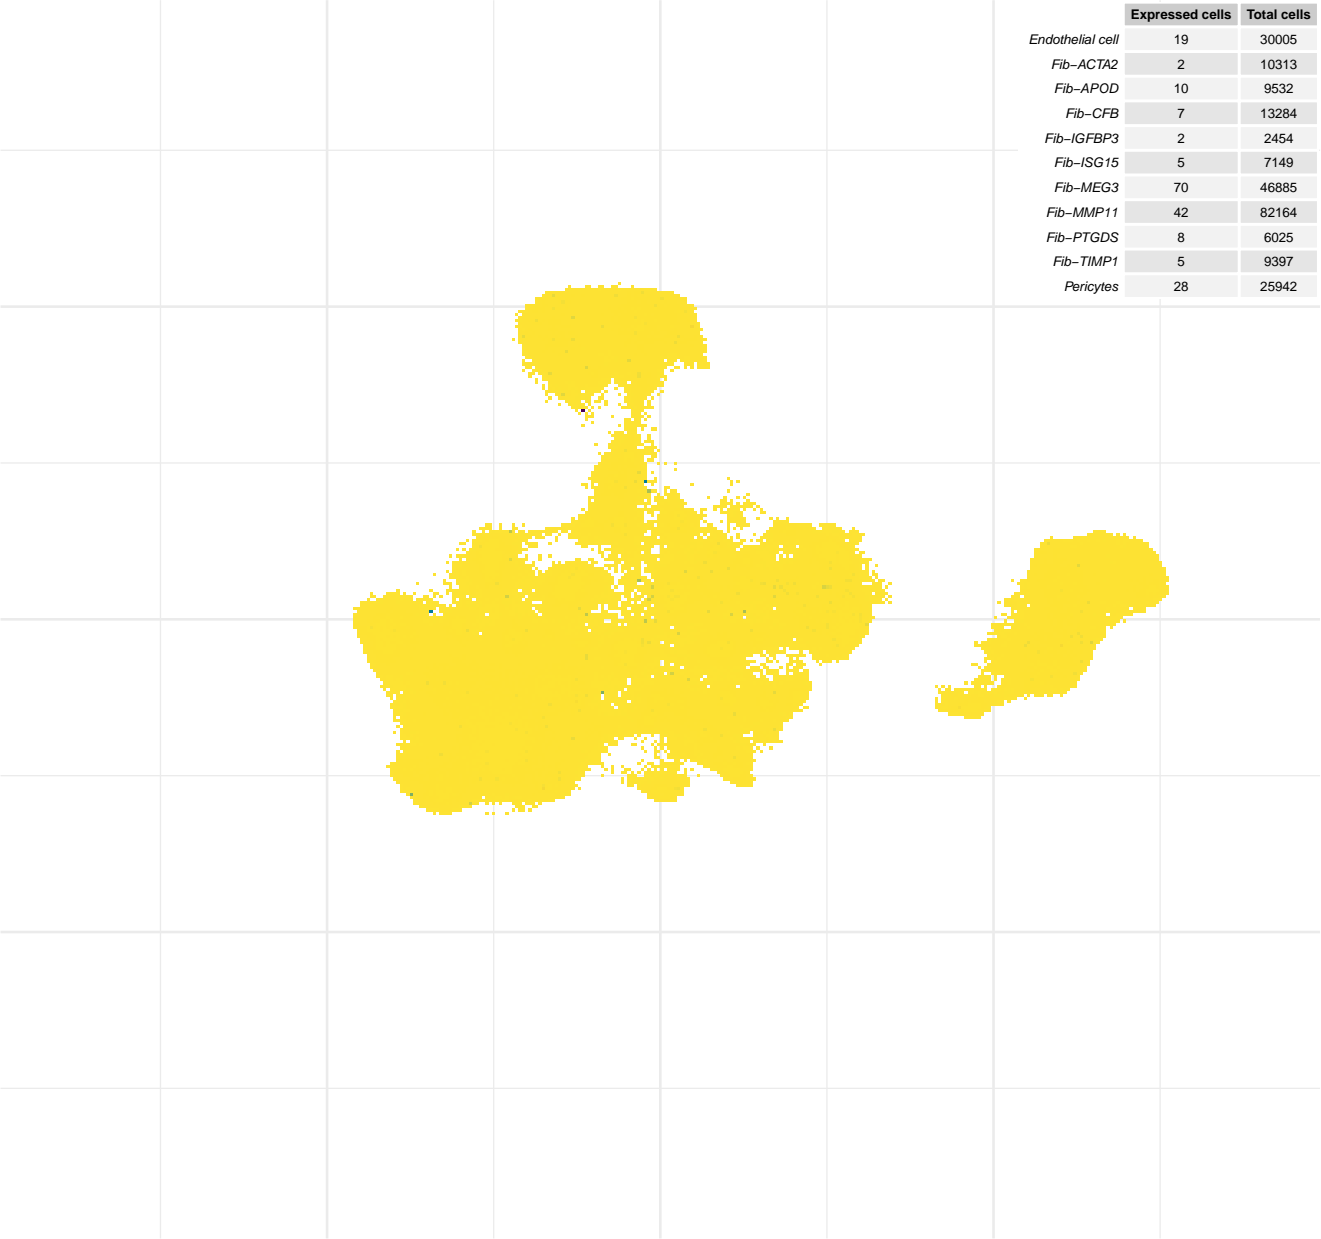 Expressed cells Total cells
Endothelial cell 19 30005
Fib−ACTA2 2 10313
Fib−APOD 10 9532
Fib−CFB 7 13284
Fib−IGFBP3 2 2454
Fib−ISG15 5 7149
Fib−MEG3 70 46885
Fib−MMP11 42 82164
Fib−PTGDS 8 6025
Fib−TIMP1 5 9397
Pericytes 28 25942